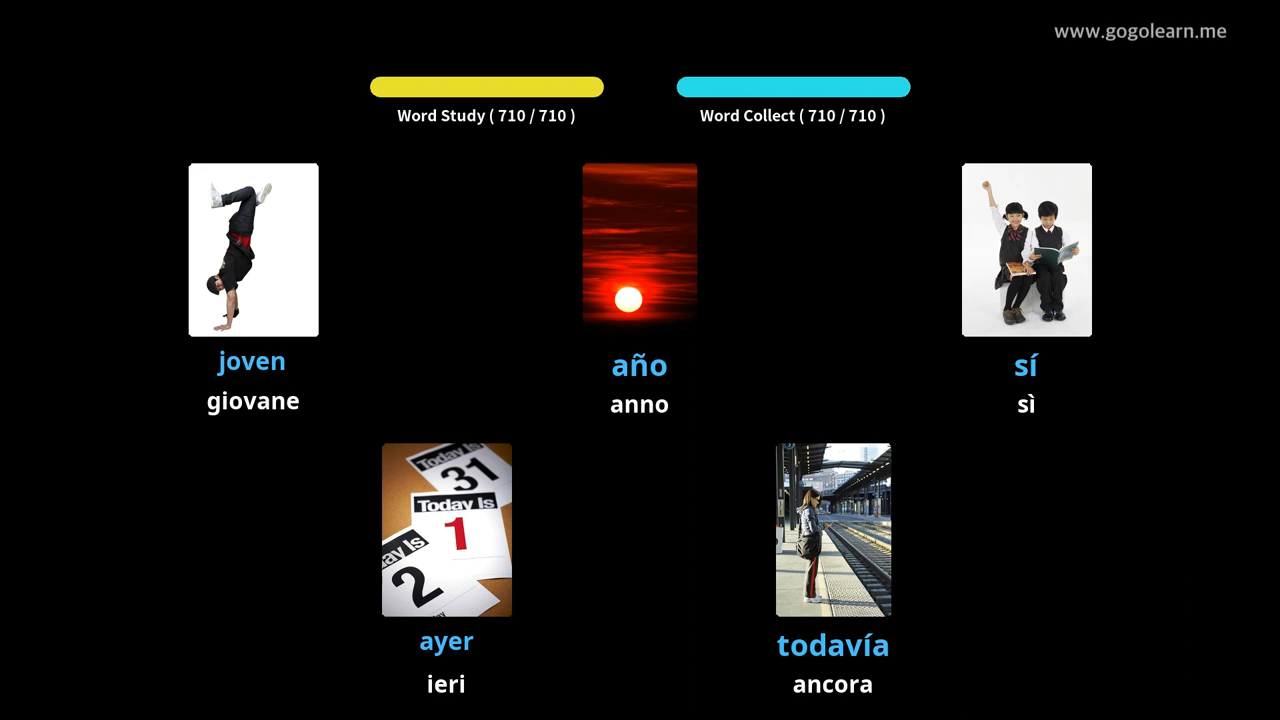 www.gogolearn.me
Word Study ( 710 / 710 )
Word Collect ( 710 / 710 )
joven
giovane
año
anno
sí
sì
Today Is
31
Today Is
1
ay Is
2
ayer
ieri
todavía
ancora